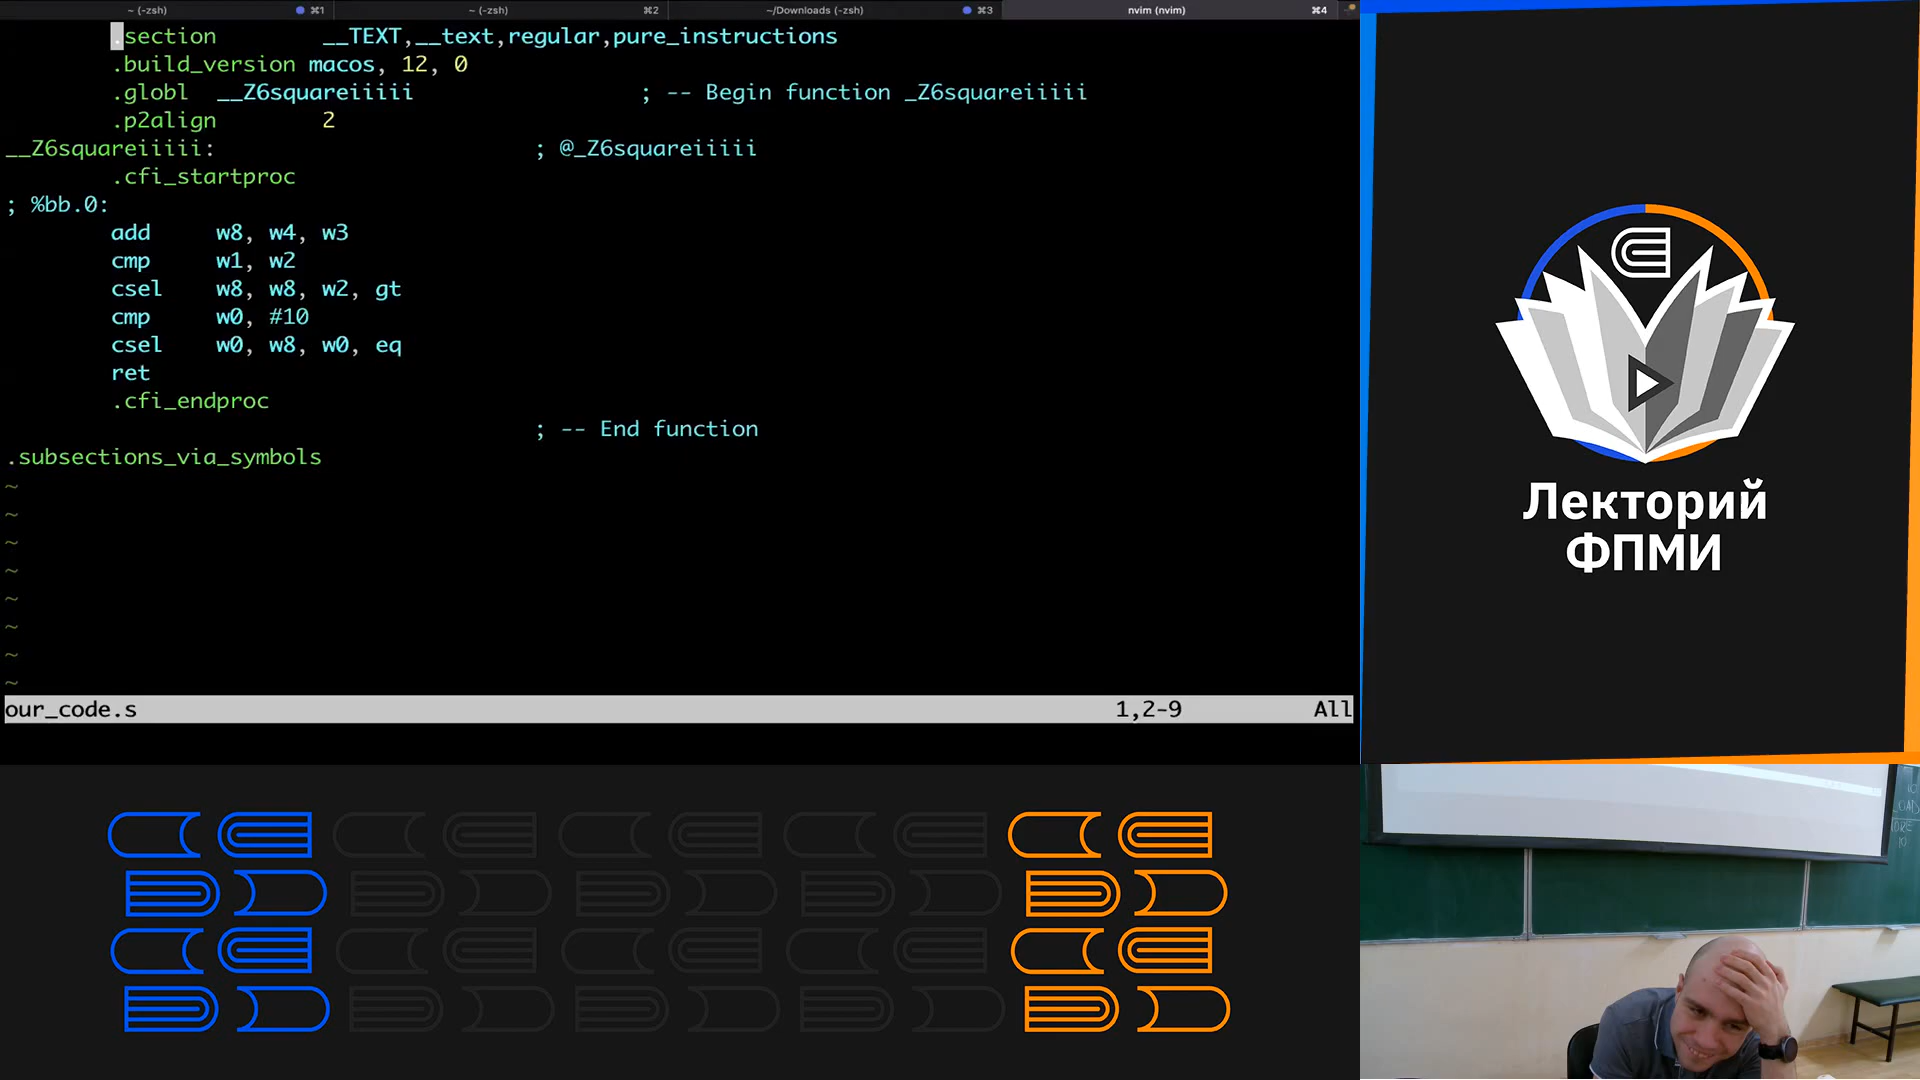 ~ (-zsh) ⌘1 ~ (-zsh) ⌘2 ~/Downloads (-zsh) ⌘3 nvim (nvim) ⌘4
.section __TEXT,__text,regular,pure_instructions
.build_version macos, 12, 0
.globl __Z6squareiiiii ; -- Begin function _Z6squareiiiii
.p2align 2
__Z6squareiiiii: ; @_Z6squareiiiii
.cfi_startproc
; %bb.0:
add w8, w4, w3
cmp w1, w2
csel w8, w8, w2, gt
cmp w0, #10
csel w0, w8, w0, eq
ret
.cfi_endproc
; -- End function
.subsections_via_symbols
~
~
~
~
~
~
~
~
our_code.s 1,2-9 All
Лекторий
ФПМИ